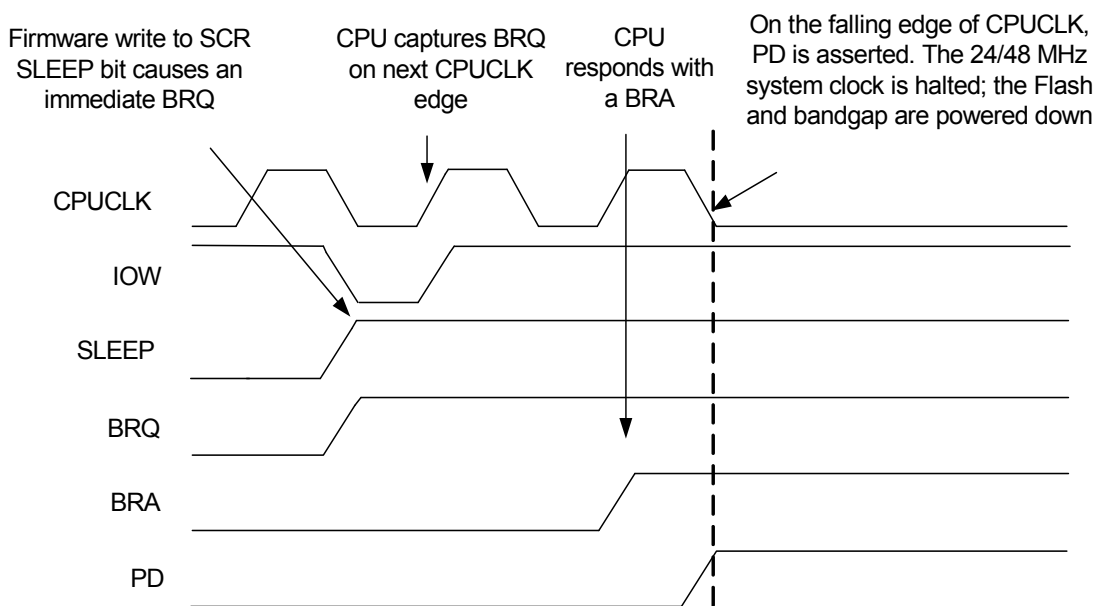 Firmware write to SCR
SLEEP bit causes an
immediate BRQ
CPU captures BRQ
on next CPUCLK
edge
CPU
responds with
a BRA
On the falling edge of CPUCLK,
PD is asserted. The 24/48 MHz
system clock is halted; the Flash
and bandgap are powered down
CPUCLK
IOW
SLEEP
BRQ
BRA
PD